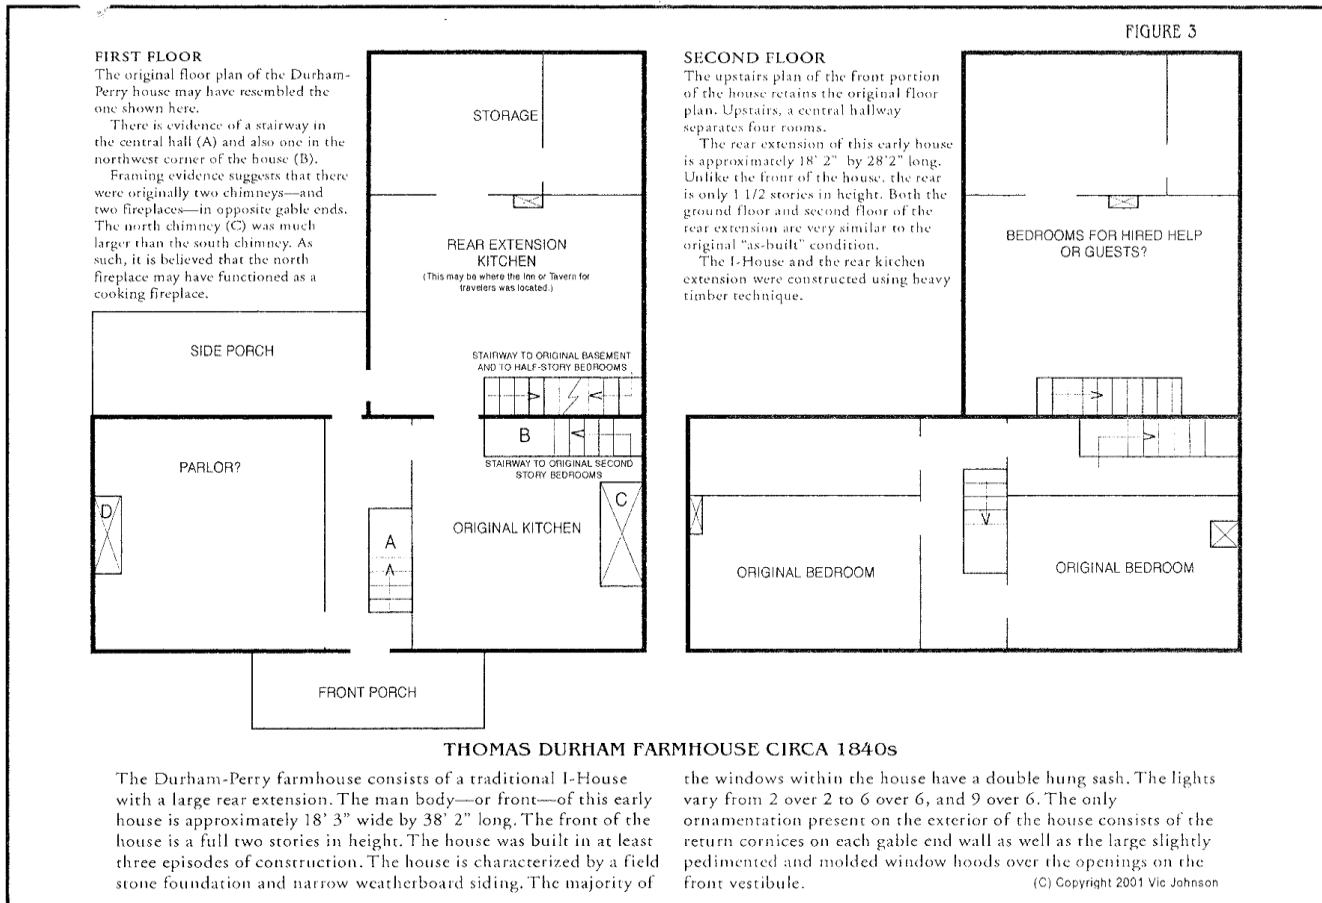 FIGURE 3
FIRST FLOOR
The original floor plan of the Durham-
Perry house may have resembled the
one shown here.
There is evidence of a stairway in
the central hall (A) and also one in the
northwest corner of the house (B).
Framing evidence suggests that there
were originally two chimneys—and
two fireplaces—in opposite gable ends.
The north chimney (C) was much
larger than the south chimney. As
such, it is believed that the north
fireplace may have functioned as a
cooking fireplace.
STORAGE
REAR EXTENSION
KITCHEN
(This may be where the Inn or Tavern for
travelers was located.)
SIDE PORCH
STAIRWAY TO ORIGINAL BASEMENT
AND TO HALF-STORY BEDROOMS
B
STAIRWAY TO ORIGINAL SECOND
STORY BEDROOMS
PARLOR?
D
C
A
ORIGINAL KITCHEN
FRONT PORCH
SECOND FLOOR
The upstairs plan of the front portion
of the house retains the original floor
plan. Upstairs, a central hallway
separates four rooms.
The rear extension of this early house
is approximately 18' 2" by 28'2" long.
Unlike the front of the house, the rear
is only 1 1/2 stories in height. Both the
ground floor and second floor of the
rear extension are very similar to the
original "as-built" condition.
The I-House and the rear kitchen
extension were constructed using heavy
timber technique.
BEDROOMS FOR HIRED HELP
OR GUESTS?
ORIGINAL BEDROOM
ORIGINAL BEDROOM
THOMAS DURHAM FARMHOUSE CIRCA 1840s
The Durham-Perry farmhouse consists of a traditional I-House
with a large rear extension. The man body—or front—of this early
house is approximately 18' 3" wide by 38' 2" long. The front of the
house is a full two stories in height. The house was built in at least
three episodes of construction. The house is characterized by a field
stone foundation and narrow weatherboard siding. The majority of
the windows within the house have a double hung sash. The lights
vary from 2 over 2 to 6 over 6, and 9 over 6. The only
ornamentation present on the exterior of the house consists of the
return cornices on each gable end wall as well as the large slightly
pedimented and molded window hoods over the openings on the
front vestibule.
(C) Copyright 2001 Vic Johnson